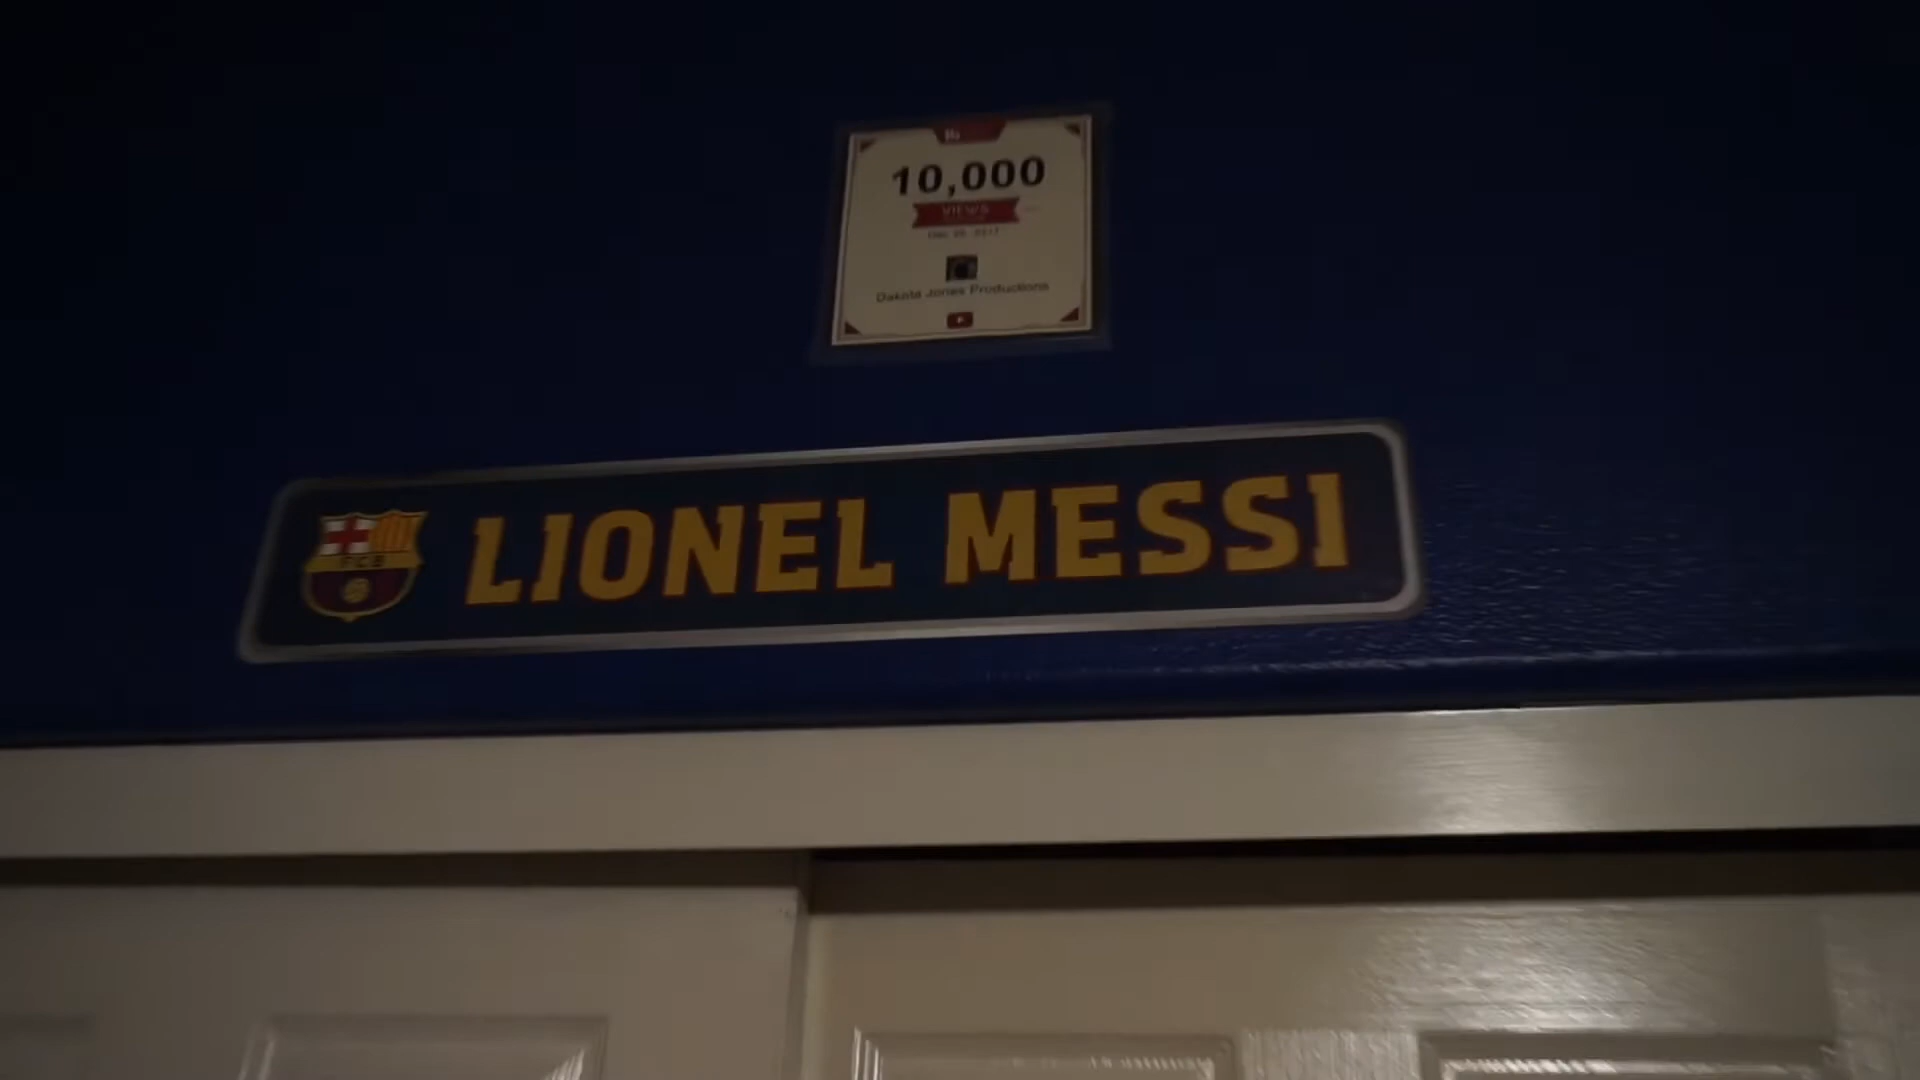 10,000
VIEWS
Dakota Jones Productions
LIONEL MESSI
FCB